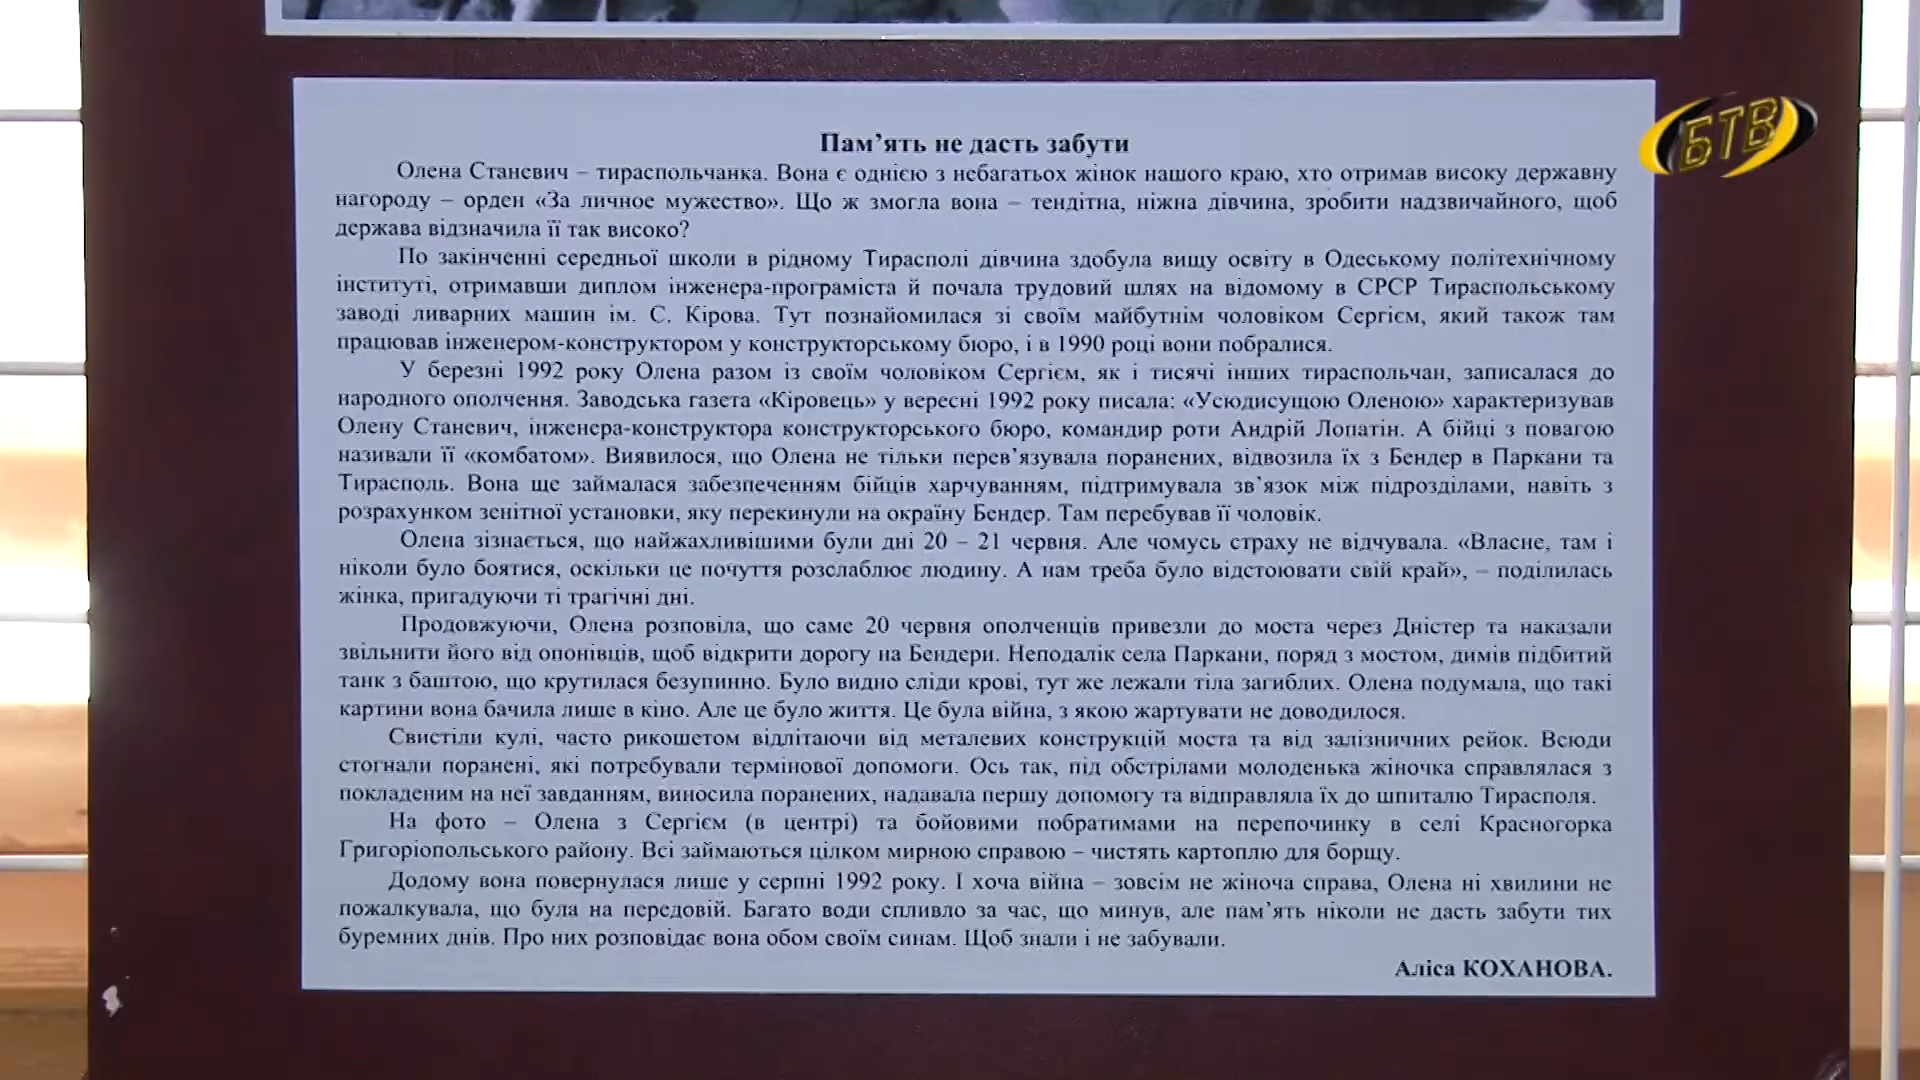 Пам’ять не дасть забути
Олена Станевич – тираспольчанка. Вона є однією з небагатьох жінок нашого краю, хто отримав високу державну
нагороду – орден «За личное мужество». Що ж змогла вона – тендітна, ніжна дівчина, зробити надзвичайного, щоб
держава відзначила її так високо?
По закінченні середньої школи в рідному Тирасполі дівчина здобула вищу освіту в Одеському політехнічному
інституті, отримавши диплом інженера-програміста й почала трудовий шлях на відомому в СРСР Тираспольському
заводі ливарних машин ім. С. Кірова. Тут познайомилася зі своїм майбутнім чоловіком Сергієм, який також там
працював інженером-конструктором у конструкторському бюро, і в 1990 році вони побралися.
У березні 1992 року Олена разом із своїм чоловіком Сергієм, як і тисячі інших тираспольчан, записалася до
народного ополчення. Заводська газета «Кіровець» у вересні 1992 року писала: «Усюдисущою Оленою» характеризував
Олену Станевич, інженера-конструктора конструкторського бюро, командир роти Андрій Лопатін. А бійці з повагою
називали її «комбатом». Виявилося, що Олена не тільки перев’язувала поранених, відвозила їх з Бендер в Паркани та
Тирасполь. Вона ще займалася забезпеченням бійців харчуванням, підтримувала зв’язок між підрозділами, навіть з
розрахунком зенітної установки, яку перекинули на окраїну Бендер. Там перебував її чоловік.
Олена зізнається, що найжахливішими були дні 20 – 21 червня. Але чомусь страху не відчувала. «Власне, там і
ніколи було боятися, оскільки це почуття розслаблює людину. А нам треба було відстоювати свій край», – поділилась
жінка, пригадуючи ті трагічні дні.
Продовжуючи, Олена розповіла, що саме 20 червня ополченців привезли до моста через Дністер та наказали
звільнити його від опонівців, щоб відкрити дорогу на Бендери. Неподалік села Паркани, поряд з мостом, димів підбитий
танк з баштою, що крутилася безупинно. Було видно сліди крові, тут же лежали тіла загиблих. Олена подумала, що такі
картини вона бачила лише в кіно. Але це було життя. Це була війна, з якою жартувати не доводилося.
Свистіли кулі, часто рикошетом відлітаючи від металевих конструкцій моста та від залізничних рейок. Всюди
стогнали поранені, які потребували термінової допомоги. Ось так, під обстрілами молоденька жіночка справлялася з
покладеним на неї завданням, виносила поранених, надавала першу допомогу та відправляла їх до шпиталю Тирасполя.
На фото – Олена з Сергієм (в центрі) та бойовими побратимами на перепочинку в селі Красногорка
Григоріопольського району. Всі займаються цілком мирною справою – чистять картоплю для борщу.
Додому вона повернулася лише у серпні 1992 року. І хоча війна – зовсім не жіноча справа, Олена ні хвилини не
пожалкувала, що була на передовій. Багато води спливло за час, що минув, але пам’ять ніколи не дасть забути тих
буремних днів. Про них розповідає вона обом своїм синам. Щоб знали і не забували.
Аліса КОХАНОВА.
БТВ